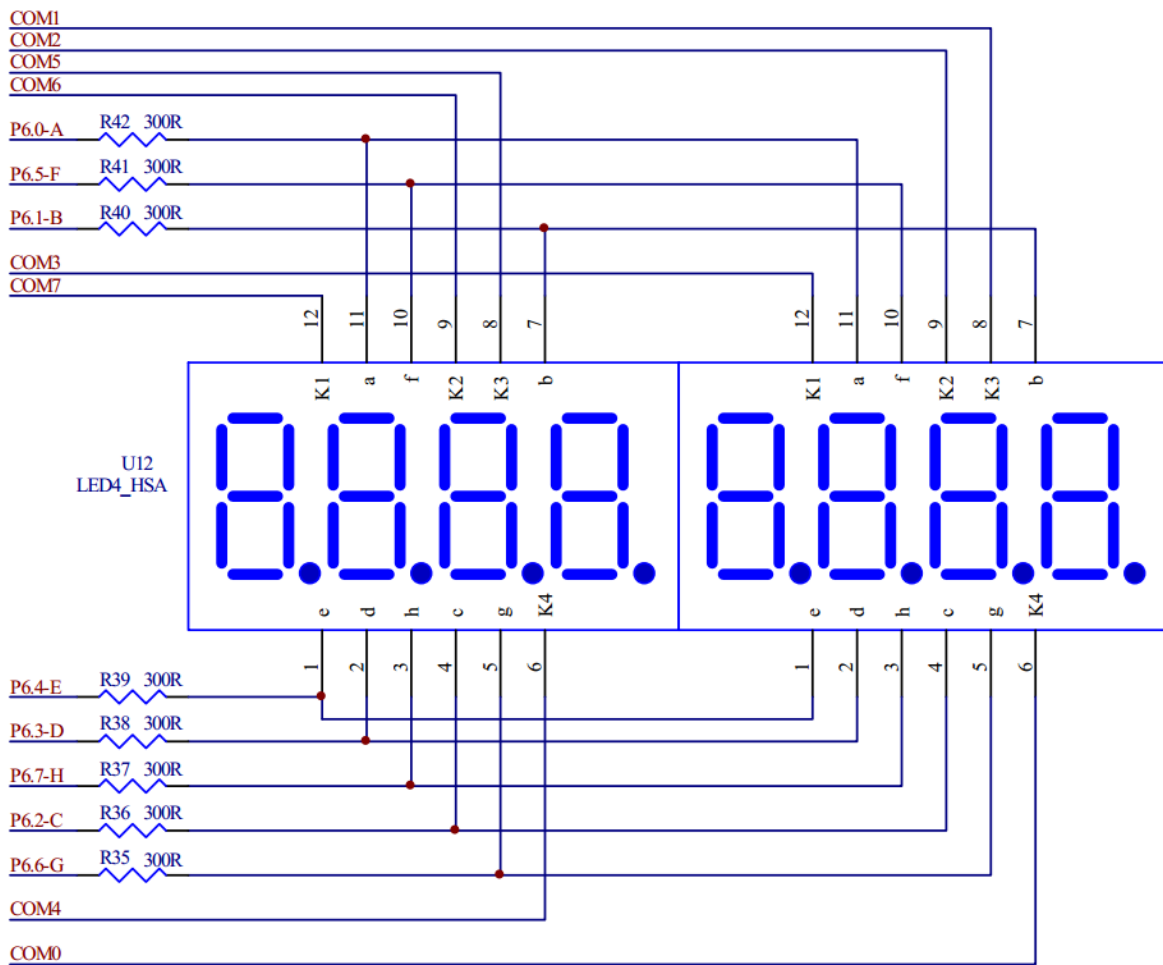 COM1
COM2
COM5
COM6
P6.0-A R42 300R
P6.5-F R41 300R
P6.1-B R40 300R
COM3
COM7
12 11 10 9 8 7 12 11 10 9 8 7
K1 a f K2 K3 b K1 a f K2 K3 b
U12
LED4_HSA
e d h c g K4 e d h c g K4
1 2 3 4 5 6 1 2 3 4 5 6
P6.4-E R39 300R
P6.3-D R38 300R
P6.7-H R37 300R
P6.2-C R36 300R
P6.6-G R35 300R
COM4
COM0